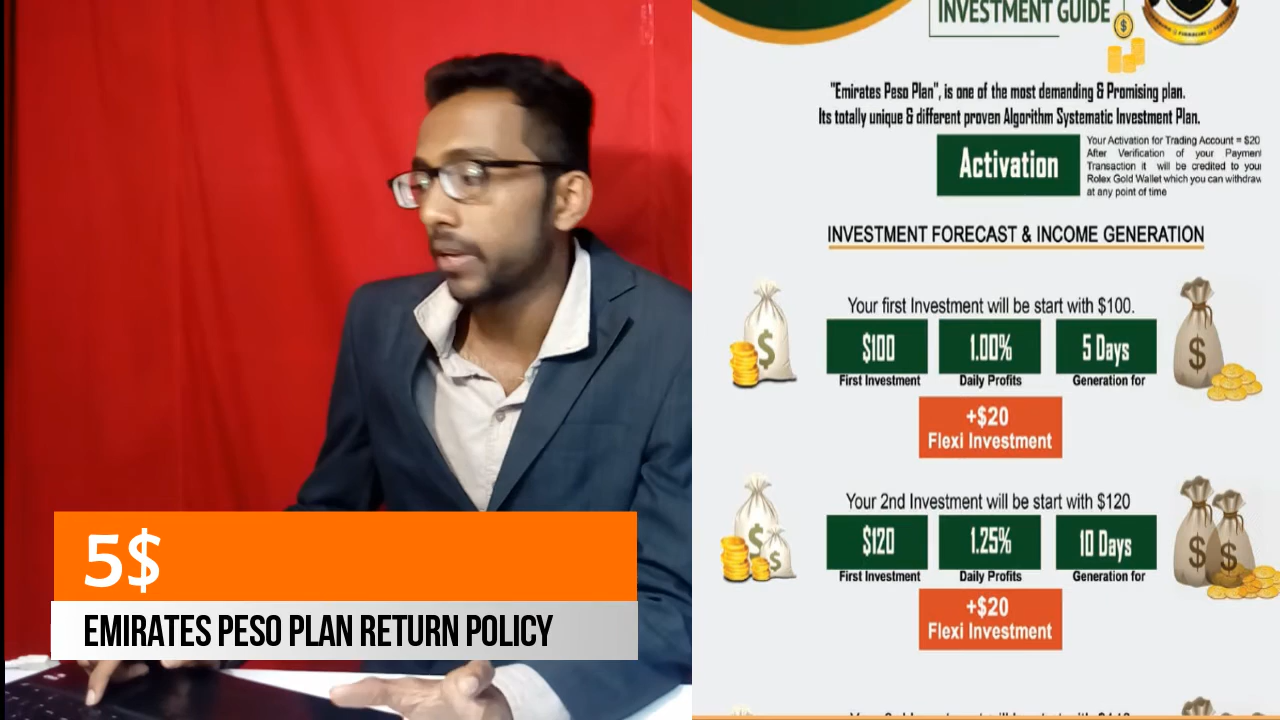 INVESTMENT GUIDE
"Emirates Peso Plan", is one of the most demanding & Promising plan.
Its totally unique & different proven Algorithm Systematic Investment Plan.
Activation
Your Activation for Trading Account = $20
After Verification of your Payment
Transaction it will be credited to you
Rolex Gold Wallet which you can withdraw
at any point of time
INVESTMENT FORECAST & INCOME GENERATION
Your first Investment will be start with $100.
$100 1.00% 5 Days
First Investment Daily Profits Generation for
+$20
Flexi Investment
Your 2nd Investment will be start with $120
$120 1.25% 10 Days
First Investment Daily Profits Generation for
+$20
Flexi Investment
5$
EMIRATES PESO PLAN RETURN POLICY